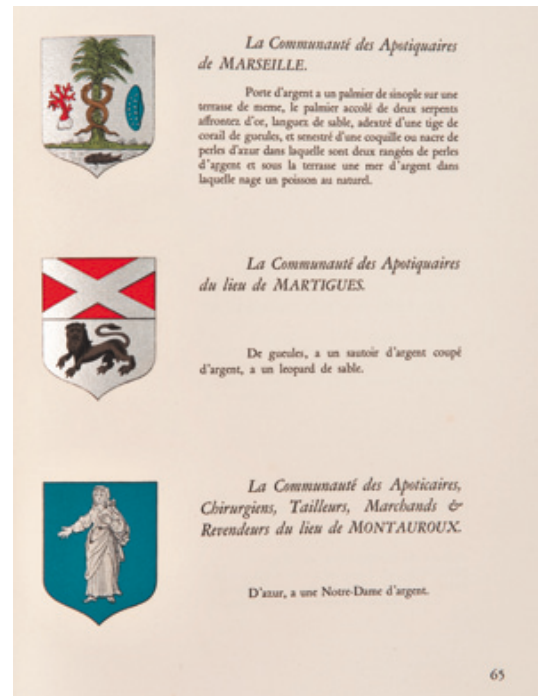 La Communauté des Apotiquaires
de MARSEILLE.
Porte d'argent a un palmier de sinople sur une
terrasse de meme, le palmier accolé de deux serpents
affrontez d'or, languez de sable, adextré d'une tige de
corail de gueules, et senestré d'une coquille ou nacre de
perles d'azur dans laquelle sont deux rangées de perles
d'argent et sous la terrasse une mer d'argent dans
laquelle nage un poisson au naturel.
La Communauté des Apotiquaires
du lieu de MARTIGUES.
De gueules, a un sautoir d'argent coupé
d'argent, a un leopard de sable.
La Communauté des Apoticaires,
Chirurgiens, Tailleurs, Marchands &
Revendeurs du lieu de MONTAUROUX.
D'azur, a une Notre-Dame d'argent.
65